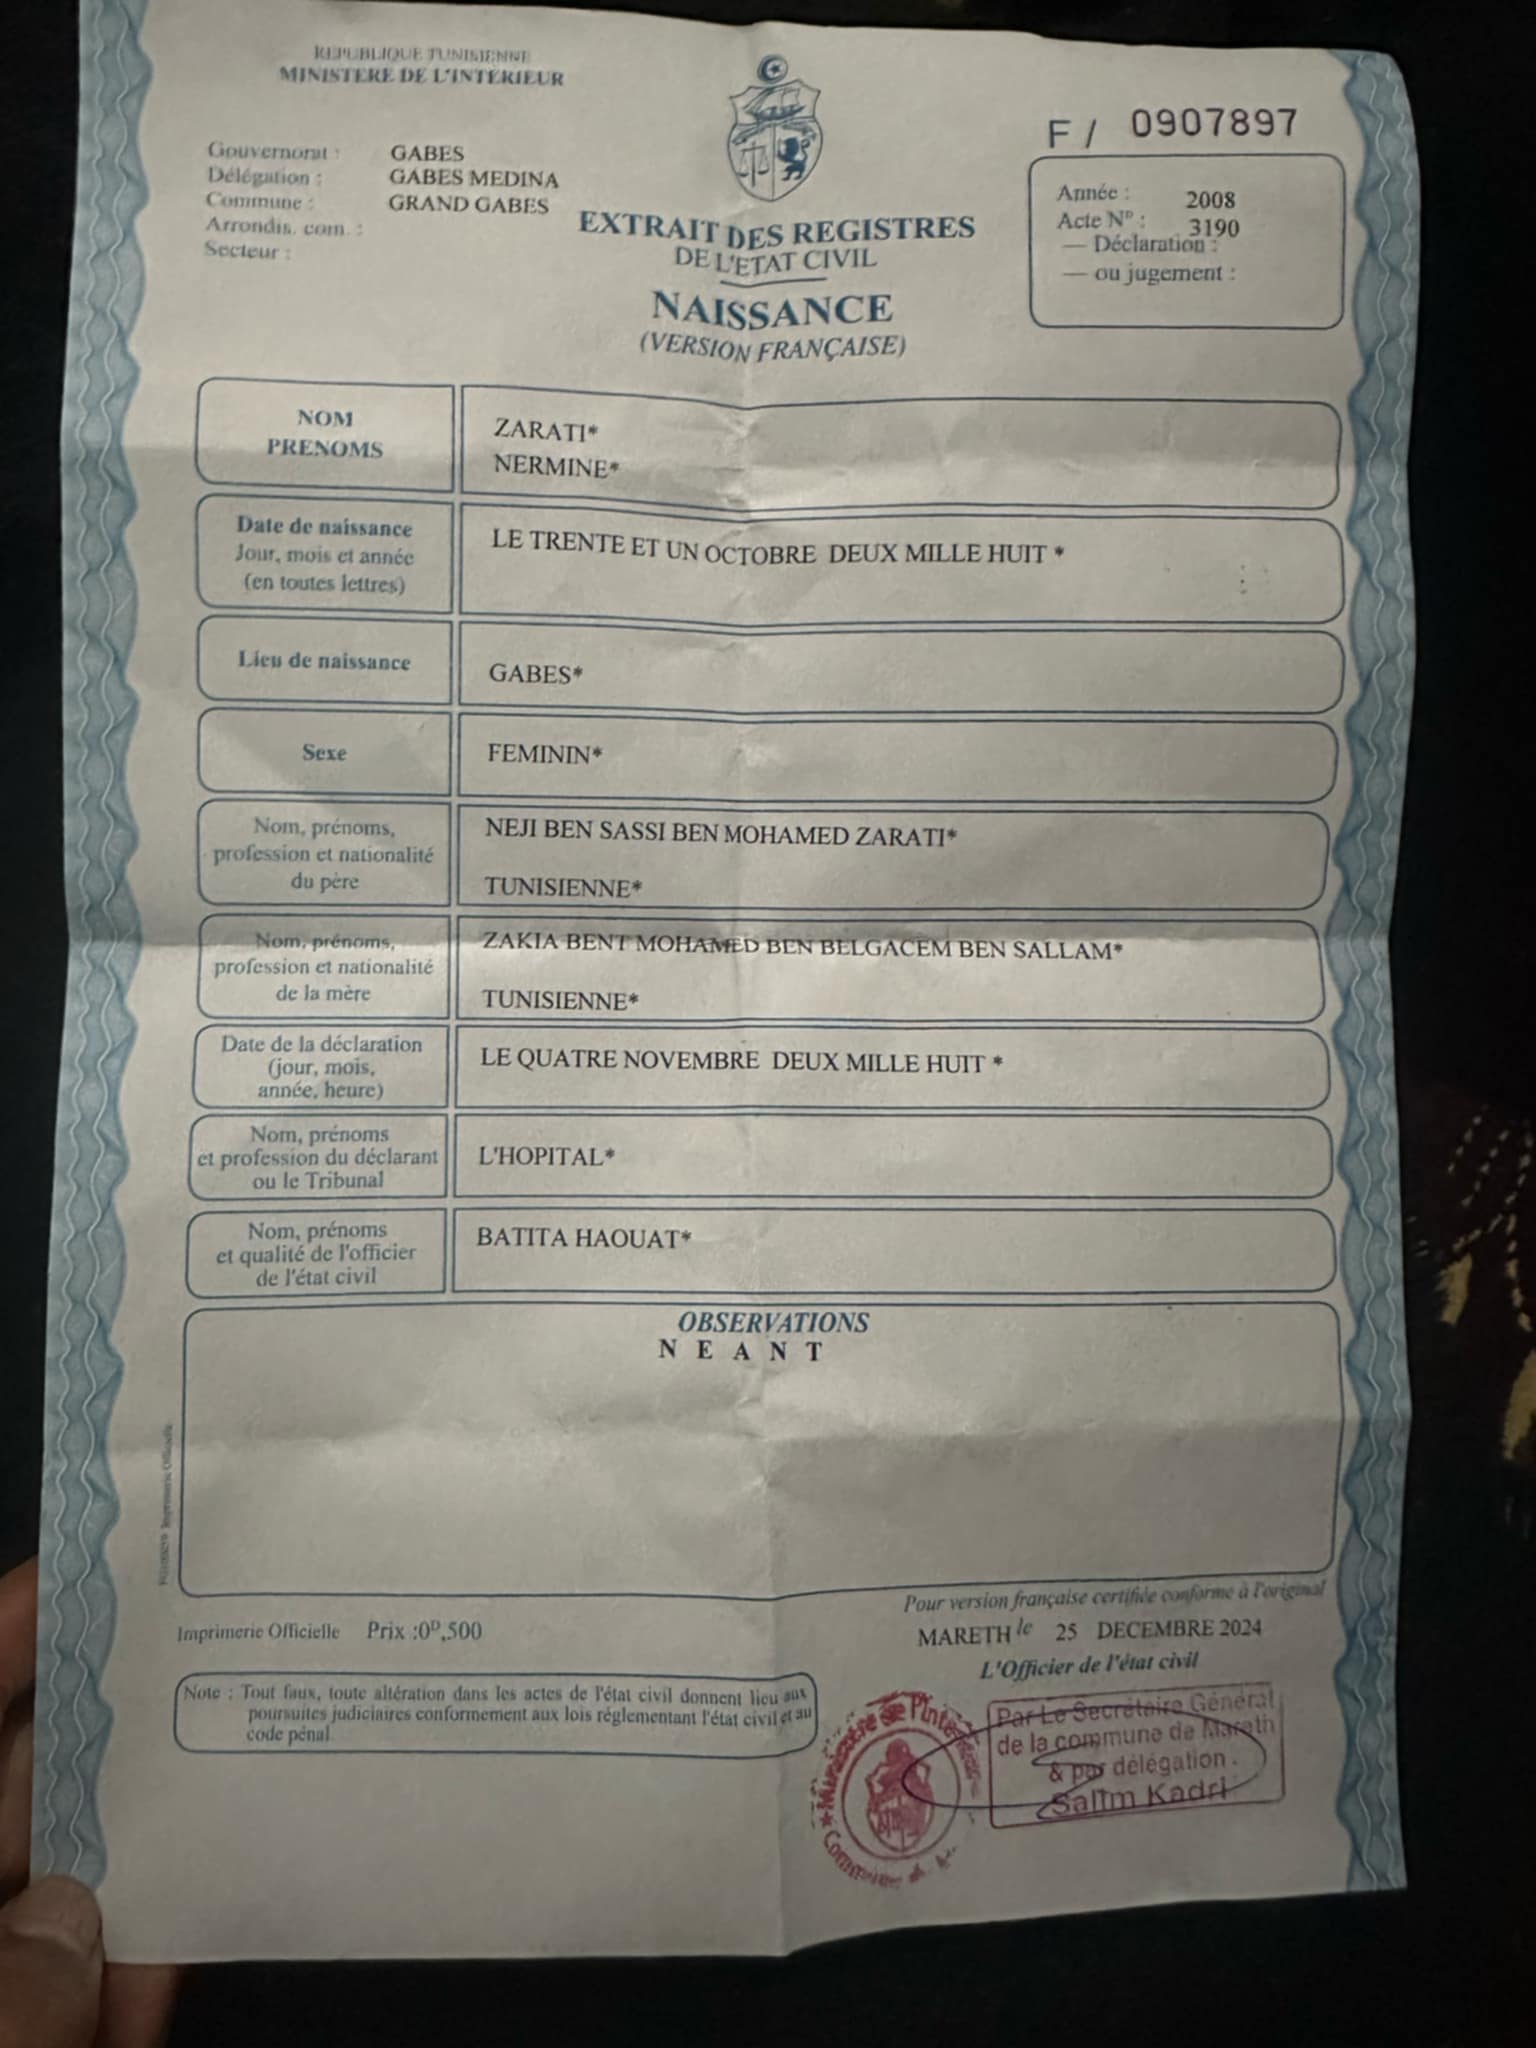 REPUBLIQUE TUNISIENNE
MINISTERE DE L'INTERIEUR
F / 0907897
Gouvernorat : GABES
Délégation : GABES MEDINA
Commune : GRAND GABES
Arrondis. com. :
Secteur :
Année : 2008
Acte N° : 3190
— Déclaration :
— ou jugement :
EXTRAIT DES REGISTRES
DE L'ETAT CIVIL
NAISSANCE
(VERSION FRANÇAISE)
NOM
PRENOMS
ZARATI*
NERMINE*
Date de naissance
Jour, mois et année
(en toutes lettres)
LE TRENTE ET UN OCTOBRE DEUX MILLE HUIT *
Lieu de naissance
GABES*
Sexe
FEMININ*
Nom, prénoms,
profession et nationalité
du père
NEJI BEN SASSI BEN MOHAMED ZARATI*
TUNISIENNE*
Nom, prénoms,
profession et nationalité
de la mère
ZAKIA BENT MOHAMED BEN BELGACEM BEN SALLAM*
TUNISIENNE*
Date de la déclaration
(jour, mois,
année, heure)
LE QUATRE NOVEMBRE DEUX MILLE HUIT *
Nom, prénoms
et profession du déclarant
ou le Tribunal
L'HOPITAL*
Nom, prénoms
et qualité de l'officier
de l'état civil
BATITA HAOUAT*
OBSERVATIONS
N E A N T
Imprimerie Officielle
Pour version française certifiée conforme à l'original
MARETH le 25 DECEMBRE 2024
L'Officier de l'état civil
Imprimerie Officielle Prix :0ᴰ,500
Note : Tout faux, toute altération dans les actes de l'état civil donnent lieu aux
poursuites judiciaires conformement aux lois réglementant l'état civil et au
code pénal.
Ministère de l'Intérieur
Commune
Par Le Secrétaire Général
de la commune de Mareth
& par délégation .
Salim Kadri